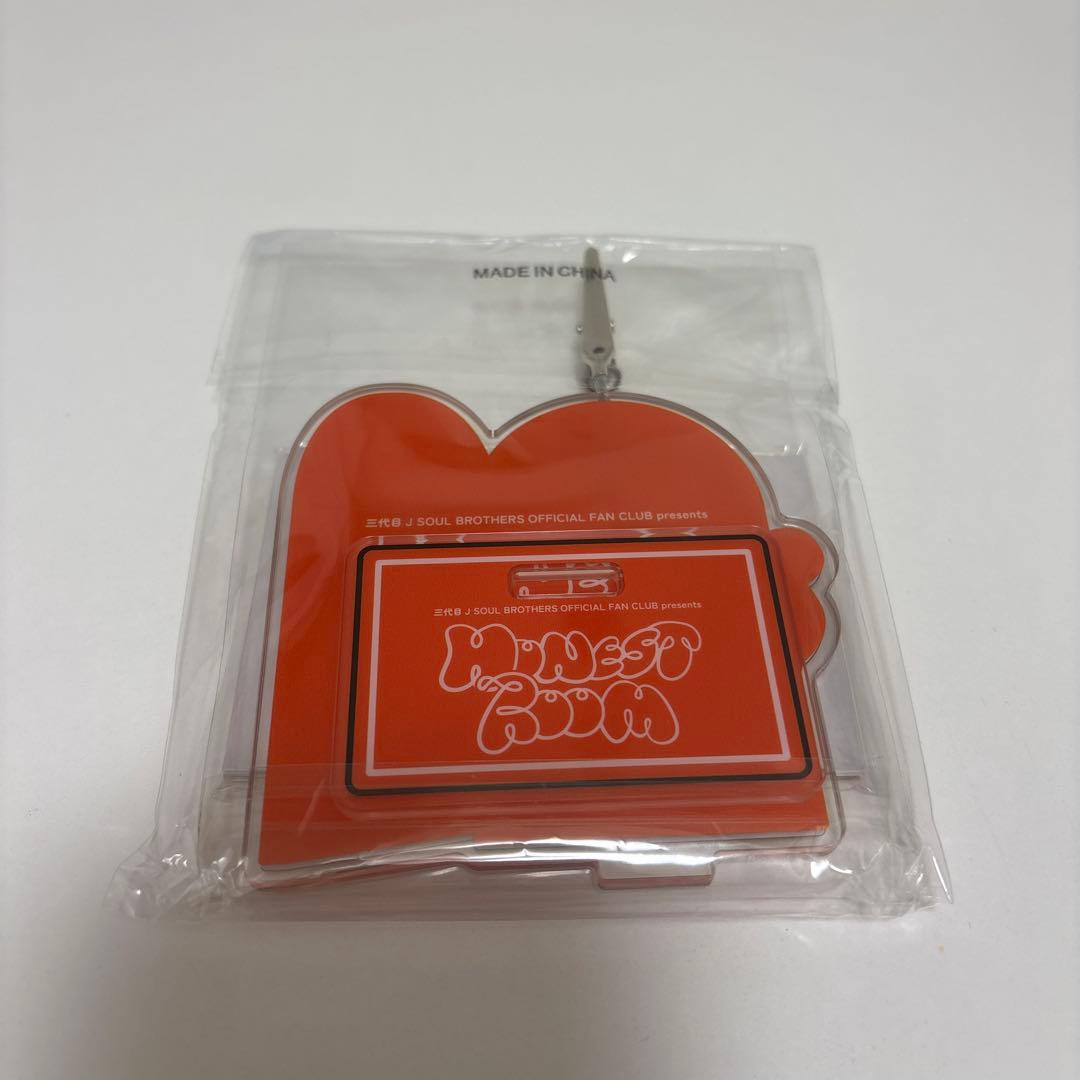 MADE IN CHINA
三代目 J SOUL BROTHERS OFFICIAL FAN CLUB presents
三代目 J SOUL BROTHERS OFFICIAL FAN CLUB presents
HONEST
ROOM